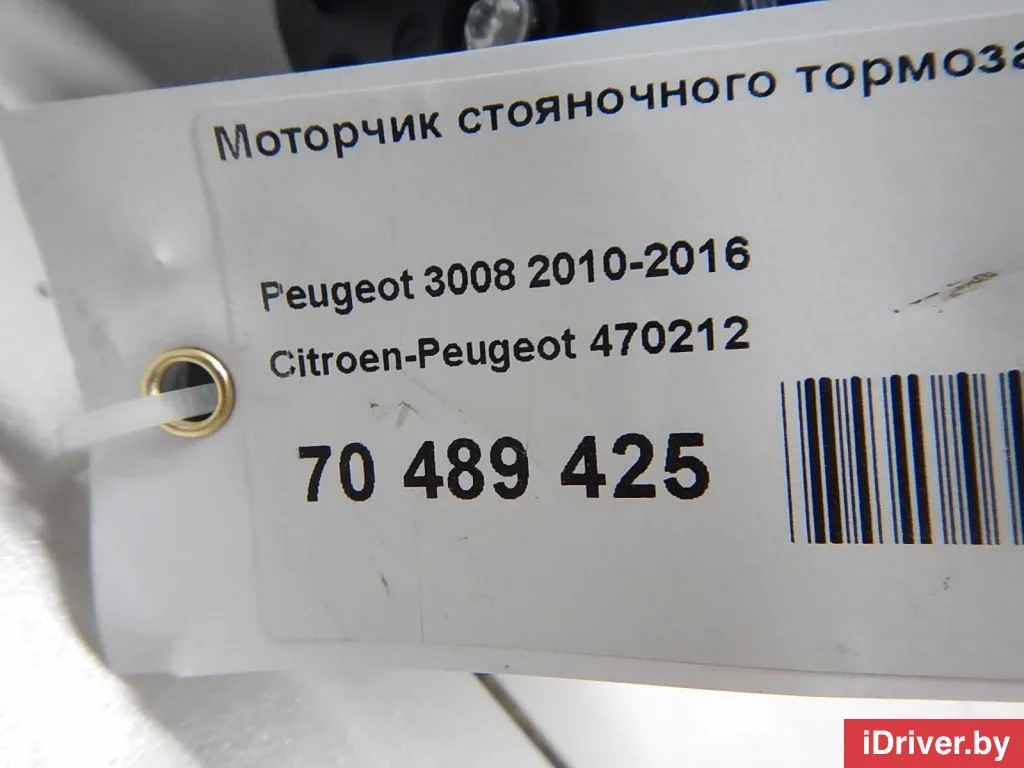 Моторчик стояночного тормоза
Peugeot 3008 2010-2016
Citroen-Peugeot 470212
70 489 425
iDriver.by